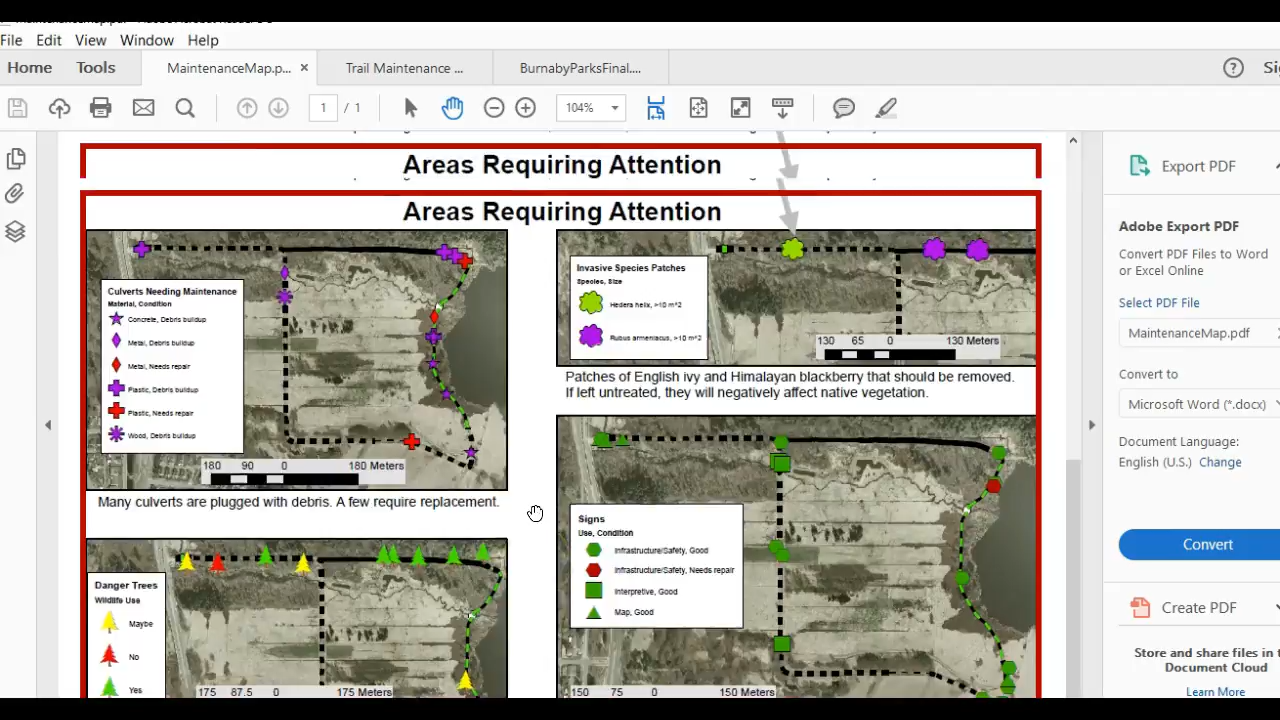 File Edit View Window Help
Home Tools MaintenanceMap.p... × Trail Maintenance ... BurnabyParksFinal....
1 / 1 104%
Areas Requiring Attention
Areas Requiring Attention
Culverts Needing Maintenance
Material, Condition
Concrete, Debris buildup
Metal, Debris buildup
Metal, Needs repair
Plastic, Debris buildup
Plastic, Needs repair
Wood, Debris buildup
180 90 0 180 Meters
Many culverts are plugged with debris. A few require replacement.
Invasive Species Patches
Species, Size
Hedera helix, >10 m^2
Rubus armeniacus, >10 m^2
130 65 0 130 Meters
Patches of English ivy and Himalayan blackberry that should be removed.
If left untreated, they will negatively affect native vegetation.
Danger Trees
Wildlife Use
Maybe
No
Yes
175 87.5 0 175 Meters
Signs
Use, Condition
Infrastructure/Safety, Good
Infrastructure/Safety, Needs repair
Interpretive, Good
Map, Good
150 75 0 150 Meters
Export PDF
Adobe Export PDF
Convert PDF Files to Word
or Excel Online
Select PDF File
MaintenanceMap.pdf
Convert to
Microsoft Word (*.docx)
Document Language:
English (U.S.) Change
Convert
Create PDF
Store and share files in t
Document Cloud
Learn More